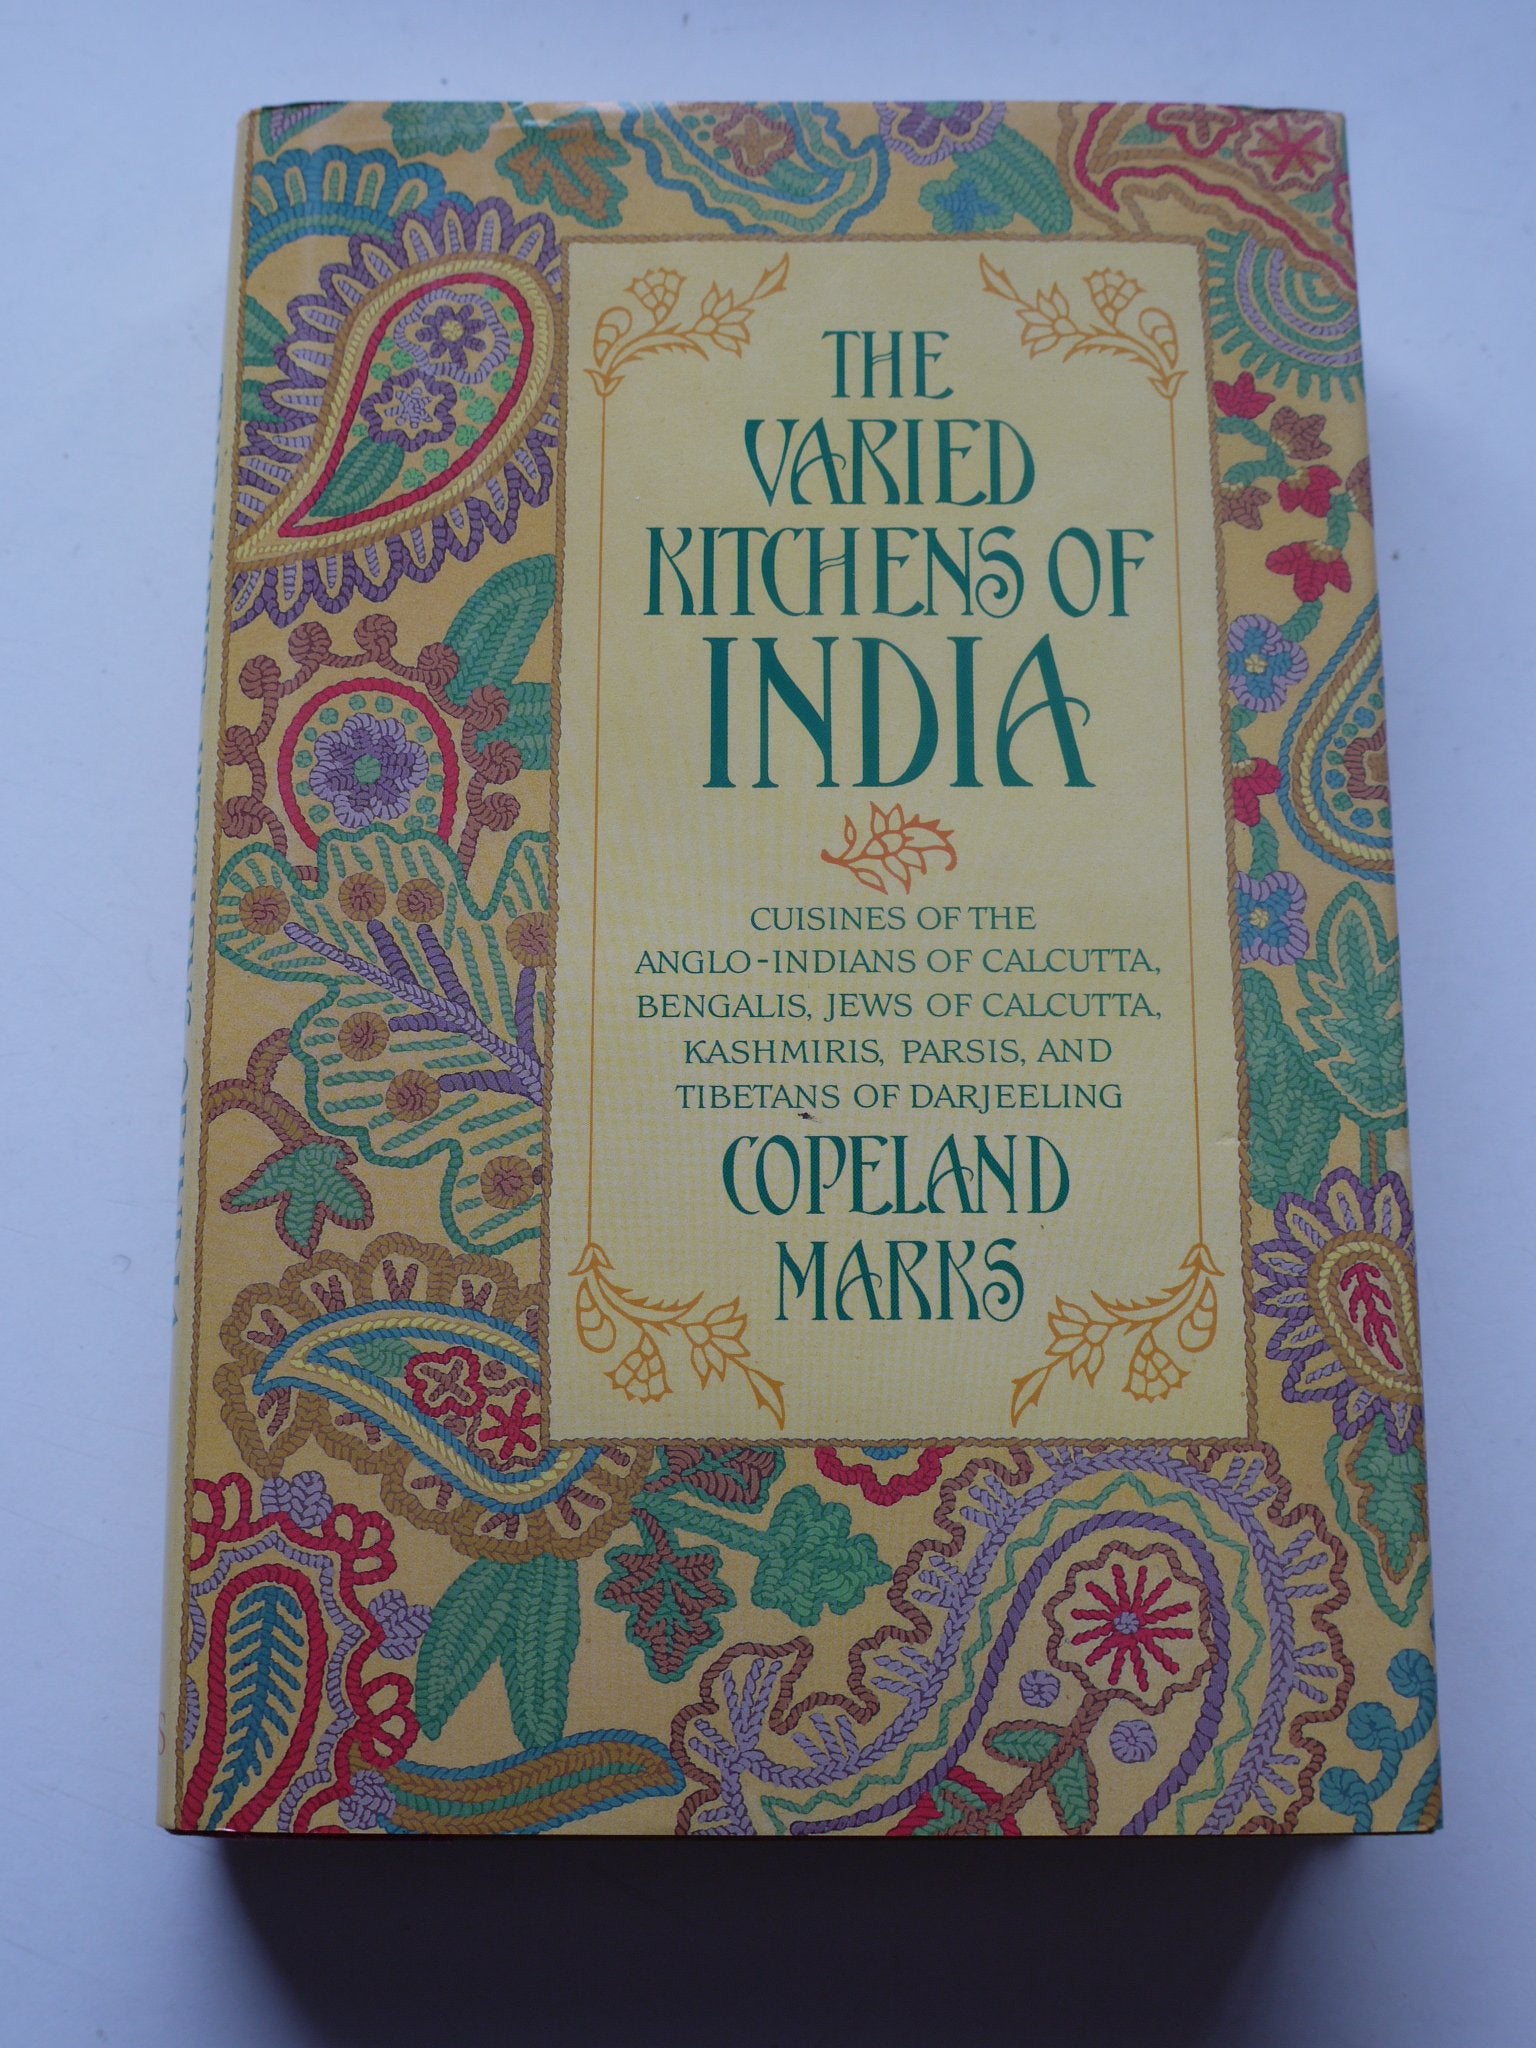 THE
VARIED
KITCHENS OF
INDIA
CUISINES OF THE
ANGLO-INDIANS OF CALCUTTA,
BENGALIS, JEWS OF CALCUTTA,
KASHMIRIS, PARSIS, AND
TIBETANS OF DARJEELING
COPELAND
MARKS